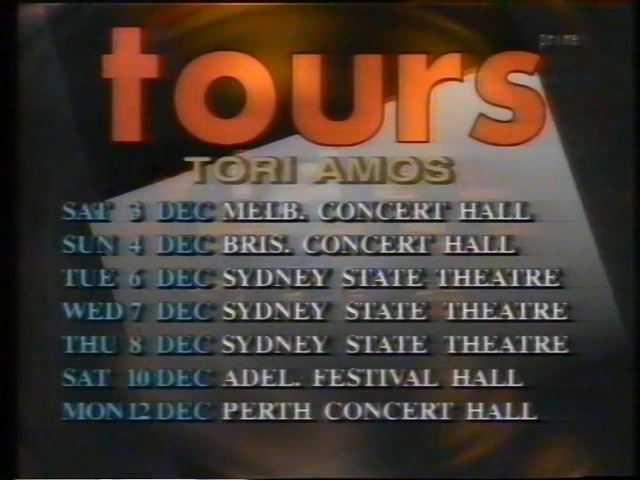 prime
tours
TORI AMOS
SAT 3 DEC MELB. CONCERT HALL
SUN 4 DEC BRIS. CONCERT HALL
TUE 6 DEC SYDNEY STATE THEATRE
WED 7 DEC SYDNEY STATE THEATRE
THU 8 DEC SYDNEY STATE THEATRE
SAT 10 DEC ADEL. FESTIVAL HALL
MON 12 DEC PERTH CONCERT HALL